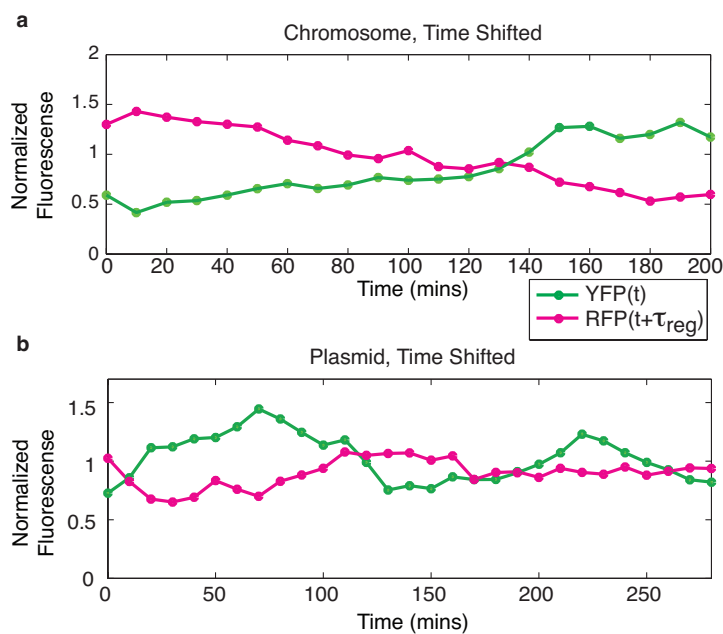 a
Chromosome, Time Shifted
2
1.5
1
0.5
0
Normalized
Fluorescense
0 20 40 60 80 100 120 140 160 180 200
Time (mins)
YFP(t)
RFP(t+τreg)
b
Plasmid, Time Shifted
1.5
1
0.5
0
Normalized
Fluorescense
0 50 100 150 200 250
Time (mins)